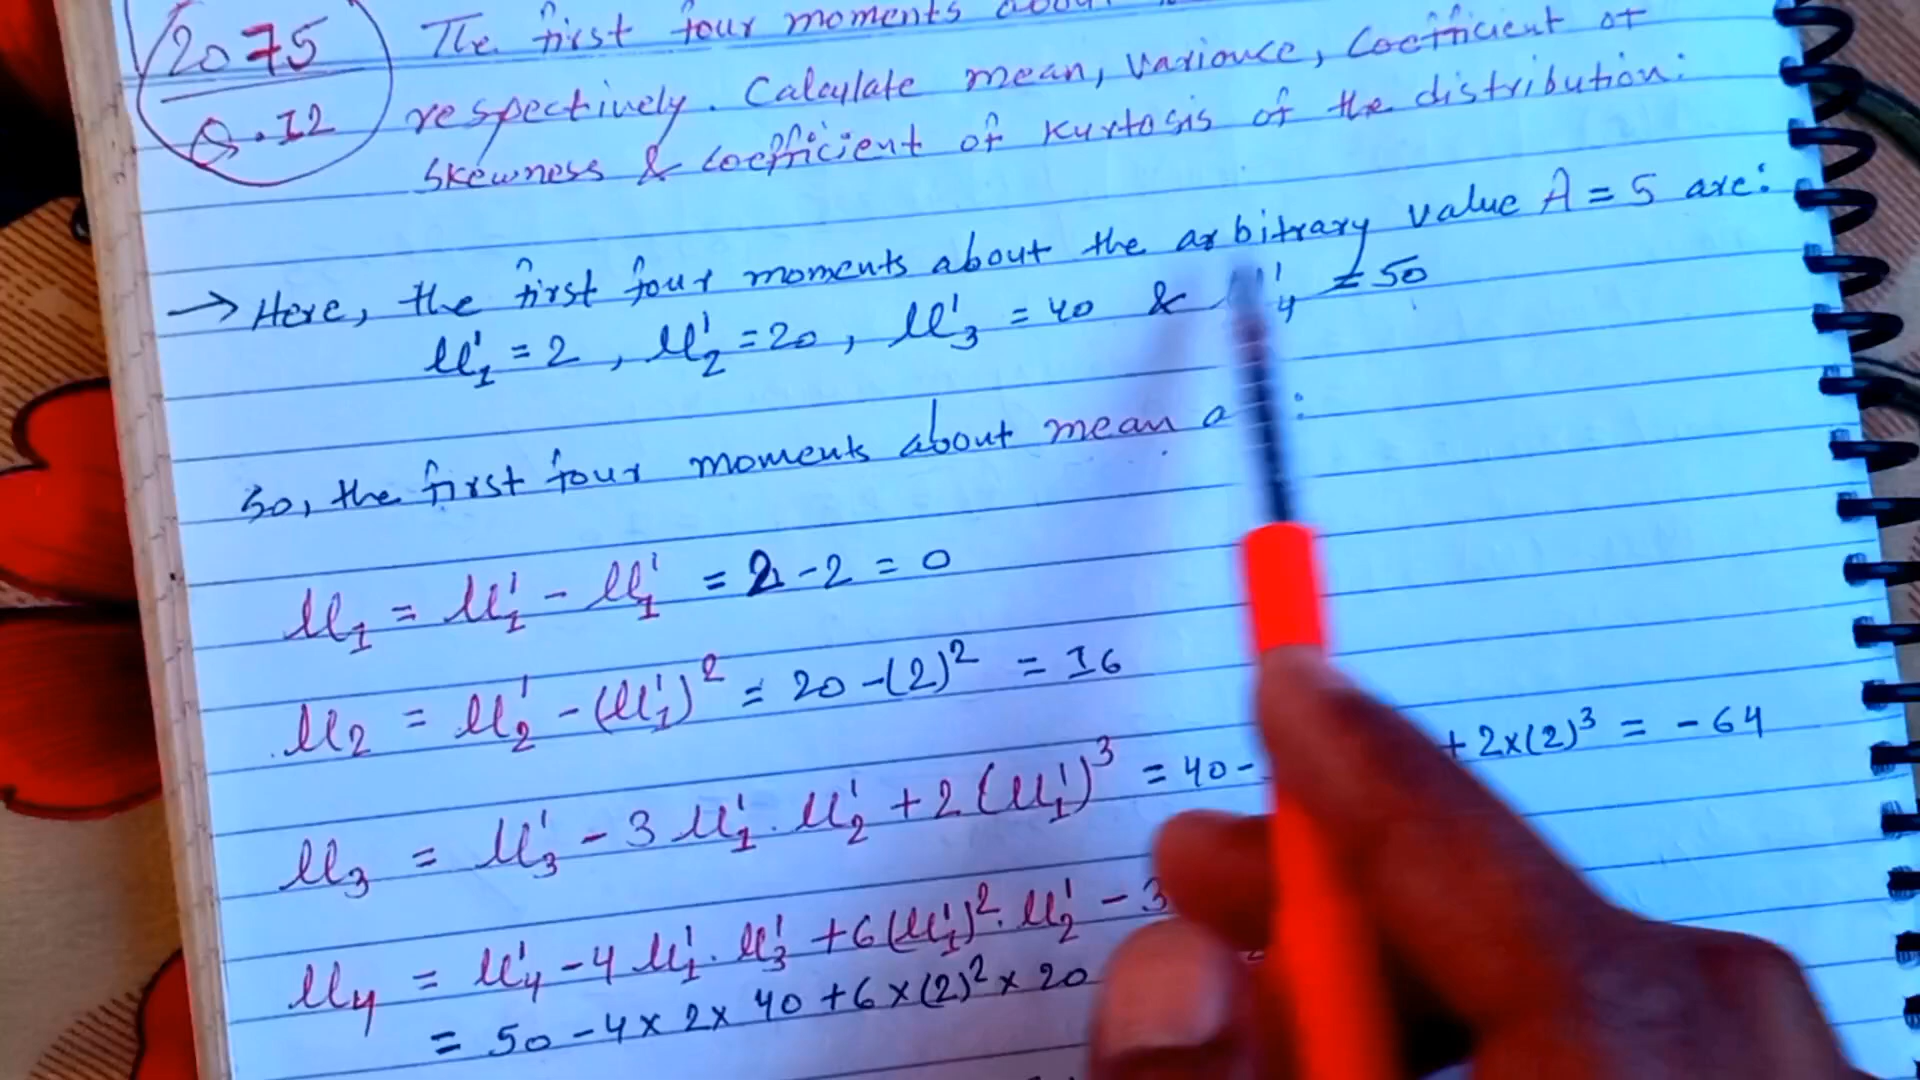 2075
Q.12
The first four moments about
respectively. Calculate mean, variance, Coefficient of
skewness & coefficient of kurtosis of the distribution:
→ Here, the first four moments about the arbitrary value A = 5 are:
μ'₁ = 2 , μ'₂ = 20 , μ'₃ = 40 & μ'₄ = 50
So, the first four moments about mean a :
μ₁ = μ'₁ - μ'₁ = 2 - 2 = 0
μ₂ = μ'₂ - (μ'₁)² = 20 - (2)² = 16
μ₃ = μ'₃ - 3 μ'₁ . μ'₂ + 2 (μ'₁)³ = 40 - + 2×(2)³ = - 64
μ₄ = μ'₄ - 4 μ'₁ . μ'₃ + 6 (μ'₁)² . μ'₂ - 3
= 50 - 4 × 2 × 40 + 6 × (2)² × 20